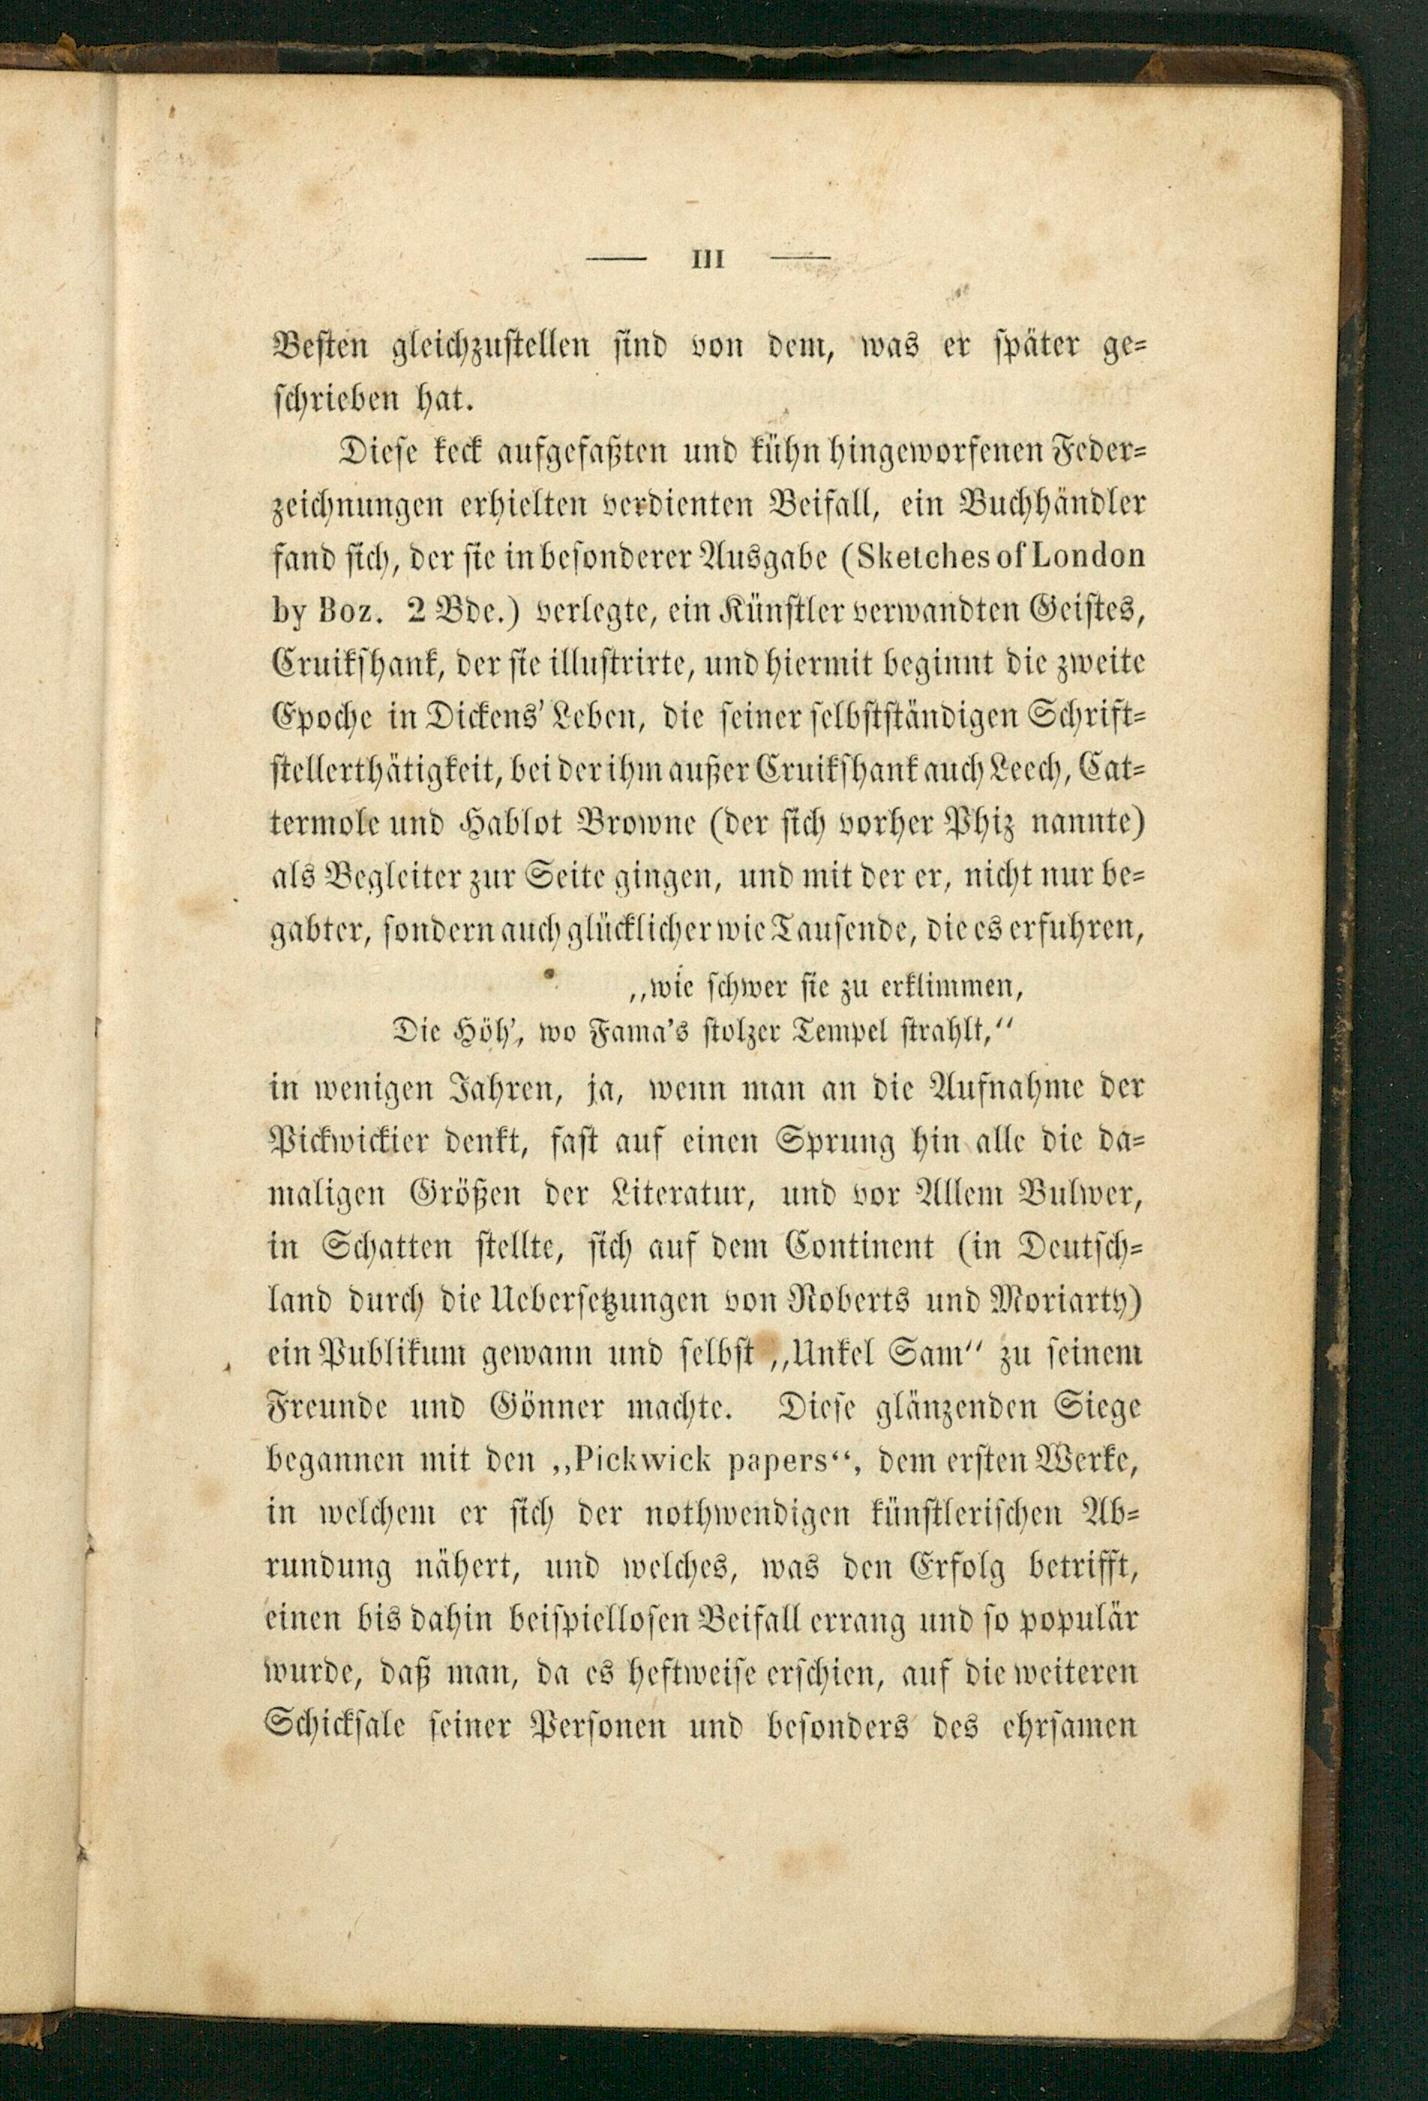 — III —
Besten gleichzustellen sind von dem, was er später ge-
schrieben hat.
Diese keck aufgefaßten und kühn hingeworfenen Feder-
zeichnungen erhielten verdienten Beifall, ein Buchhändler
fand sich, der sie in besonderer Ausgabe (Sketches of London
by Boz. 2 Bde.) verlegte, ein Künstler verwandten Geistes,
Cruikshank, der sie illustrirte, und hiermit beginnt die zweite
Epoche in Dickens' Leben, die seiner selbstständigen Schrift-
stellerthätigkeit, bei der ihm außer Cruikshank auch Leech, Cat-
termole und Hablot Browne (der sich vorher Phiz nannte)
als Begleiter zur Seite gingen, und mit der er, nicht nur be-
gabter, sondern auch glücklicher wie Tausende, die es erfuhren,
„wie schwer sie zu erklimmen,
Die Höh', wo Fama's stolzer Tempel strahlt,“
in wenigen Jahren, ja, wenn man an die Aufnahme der
Pickwickier denkt, fast auf einen Sprung hin alle die da-
maligen Größen der Literatur, und vor Allem Bulwer,
in Schatten stellte, sich auf dem Continent (in Deutsch-
land durch die Uebersetzungen von Roberts und Moriarty)
ein Publikum gewann und selbst „Unkel Sam“ zu seinem
Freunde und Gönner machte. Diese glänzenden Siege
begannen mit den „Pickwick papers“, dem ersten Werke,
in welchem er sich der nothwendigen künstlerischen Ab-
rundung nähert, und welches, was den Erfolg betrifft,
einen bis dahin beispiellosen Beifall errang und so populär
wurde, daß man, da es heftweise erschien, auf die weiteren
Schicksale seiner Personen und besonders des ehrsamen